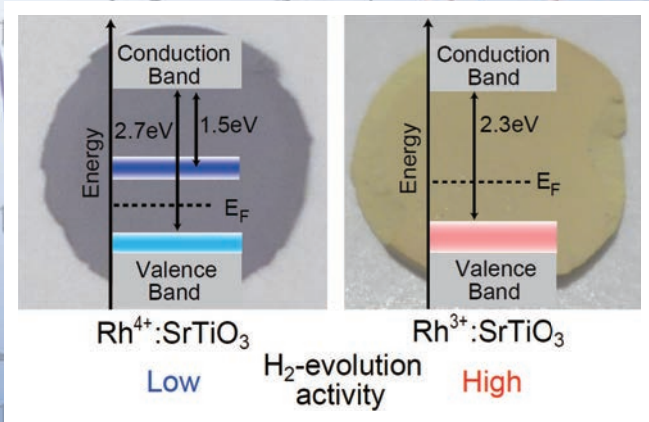 Conduction
Band
2.7eV
1.5eV
Energy
E_F
Valence
Band
Rh⁴⁺:SrTiO₃
Low
Conduction
Band
2.3eV
Energy
E_F
Valence
Band
Rh³⁺:SrTiO₃
High
H₂-evolution
activity